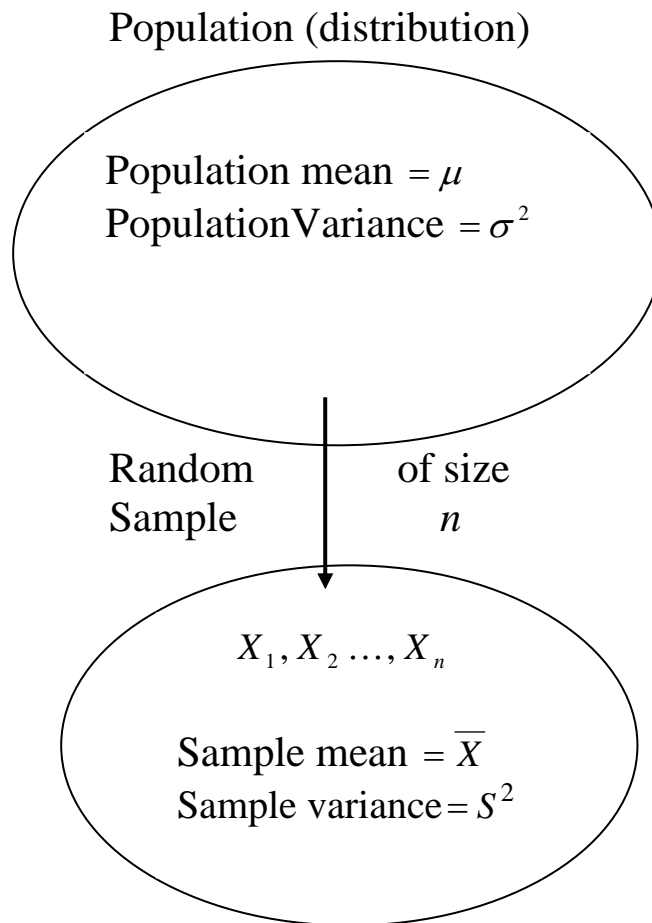 Population (distribution)
Population mean = μ
PopulationVariance = σ²
Random of size
Sample n
X₁, X₂ …, Xₙ
Sample mean = X̄
Sample variance = S²